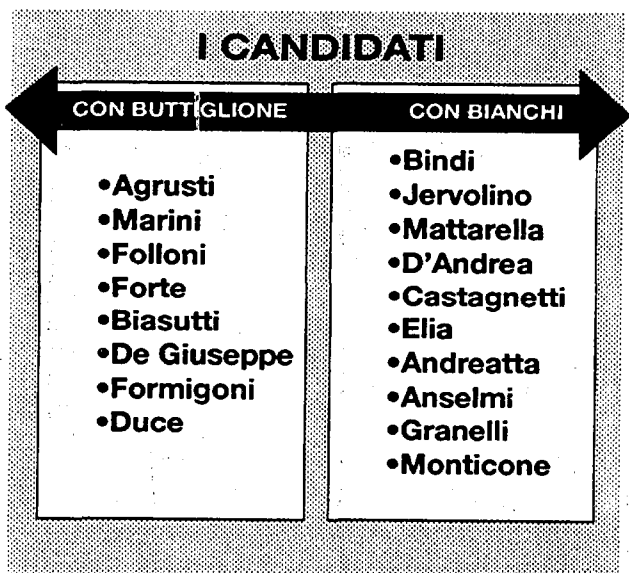 I CANDIDATI
CON BUTTIGLIONE
•Agrusti
•Marini
•Folloni
•Forte
•Biasutti
•De Giuseppe
•Formigoni
•Duce
CON BIANCHI
•Bindi
•Jervolino
•Mattarella
•D'Andrea
•Castagnetti
•Elia
•Andreatta
•Anselmi
•Granelli
•Monticone